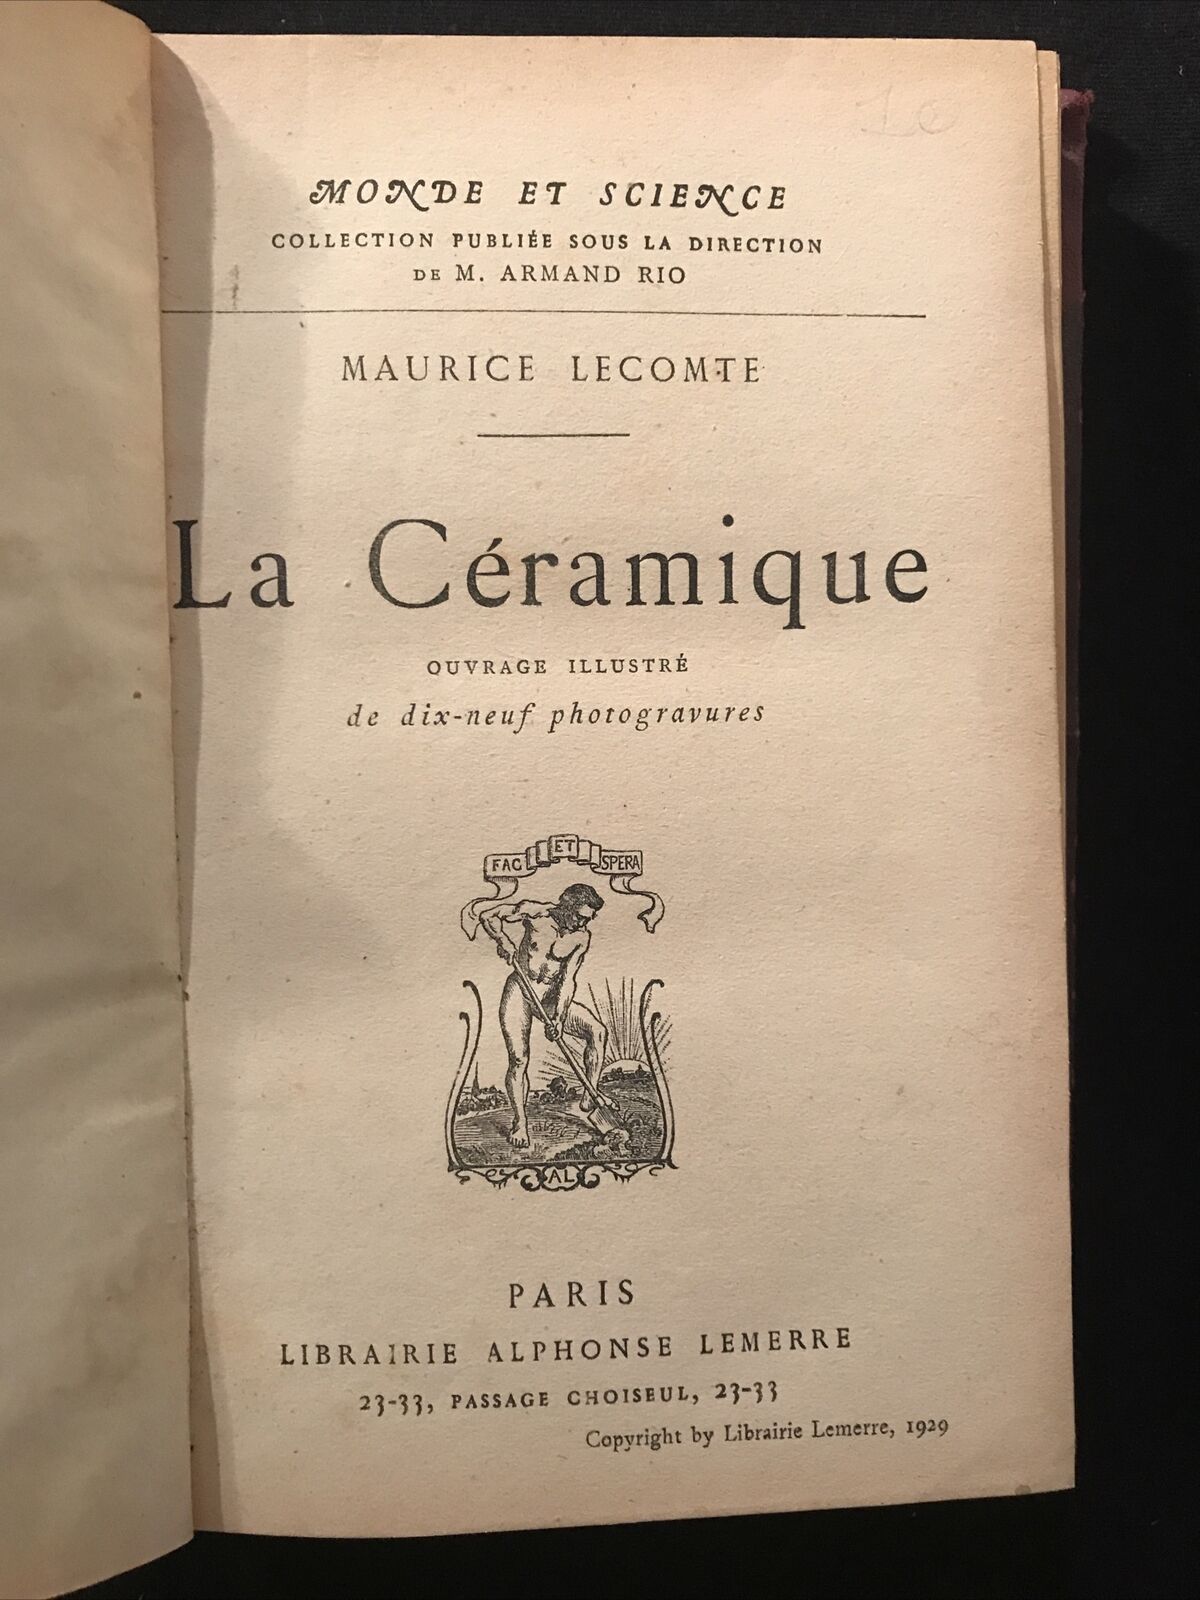 10
MONDE ET SCIENCE
COLLECTION PUBLIÉE SOUS LA DIRECTION
DE M. ARMAND RIO
MAURICE LECOMTE
La Céramique
OUVRAGE ILLUSTRÉ
de dix-neuf photogravures
FAC ET SPERA
AL
PARIS
LIBRAIRIE ALPHONSE LEMERRE
23-33, PASSAGE CHOISEUL, 23-33
Copyright by Librairie Lemerre, 1929